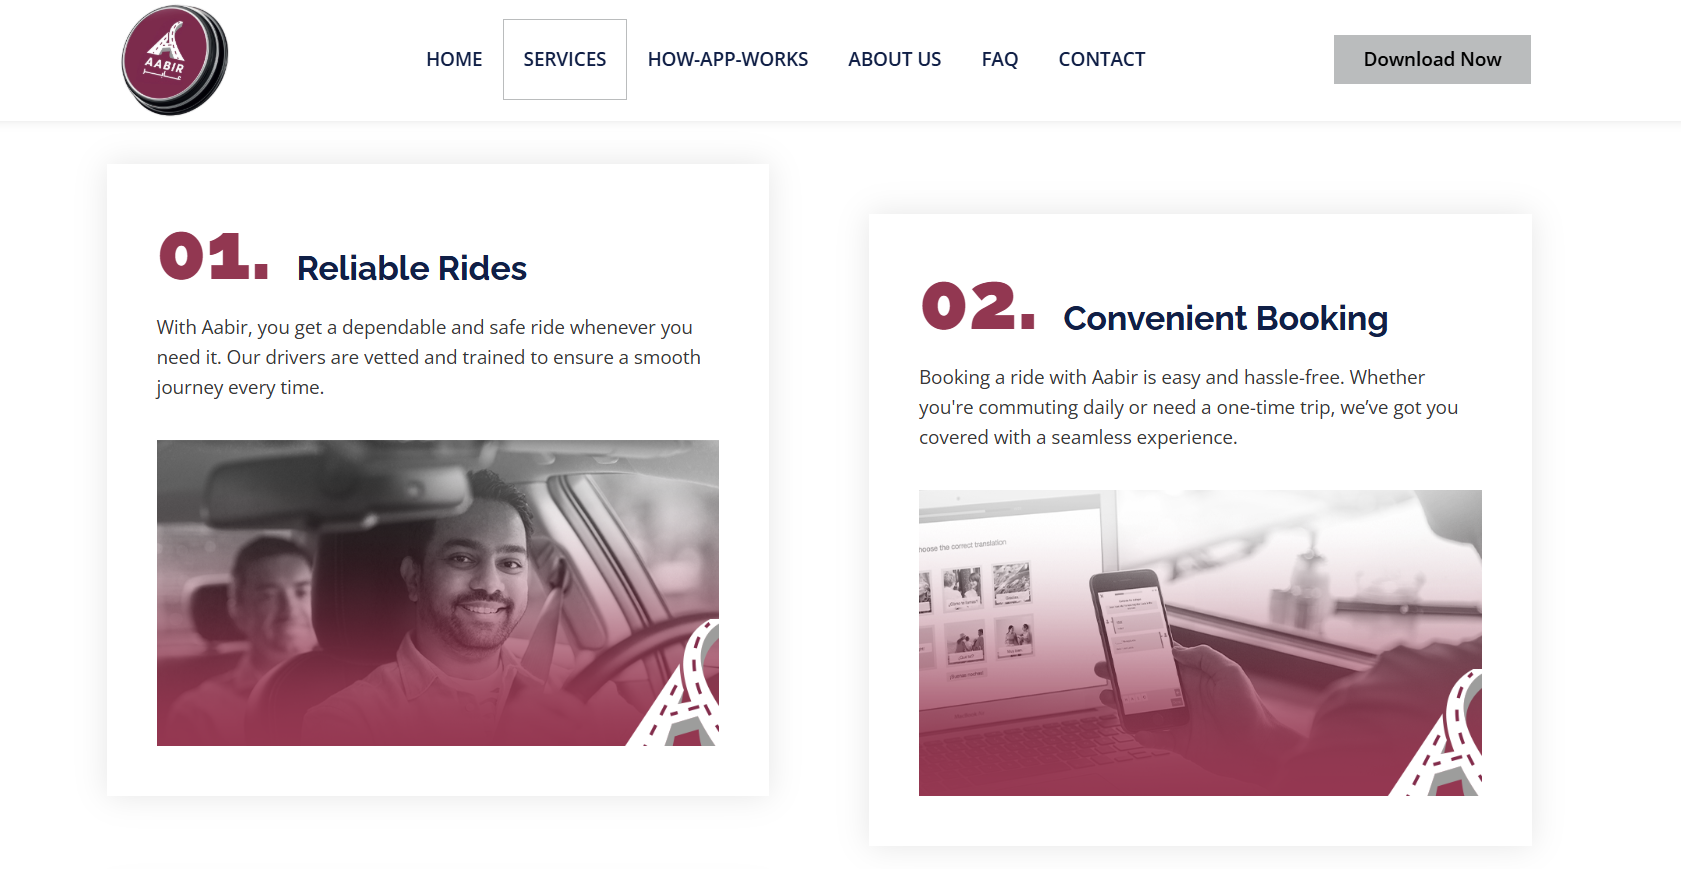 AABIR
HOME
SERVICES
HOW-APP-WORKS
ABOUT US
FAQ
CONTACT
Download Now
01. Reliable Rides
With Aabir, you get a dependable and safe ride whenever you
need it. Our drivers are vetted and trained to ensure a smooth
journey every time.
02. Convenient Booking
Booking a ride with Aabir is easy and hassle-free. Whether
you're commuting daily or need a one-time trip, we’ve got you
covered with a seamless experience.
hoose the correct translation